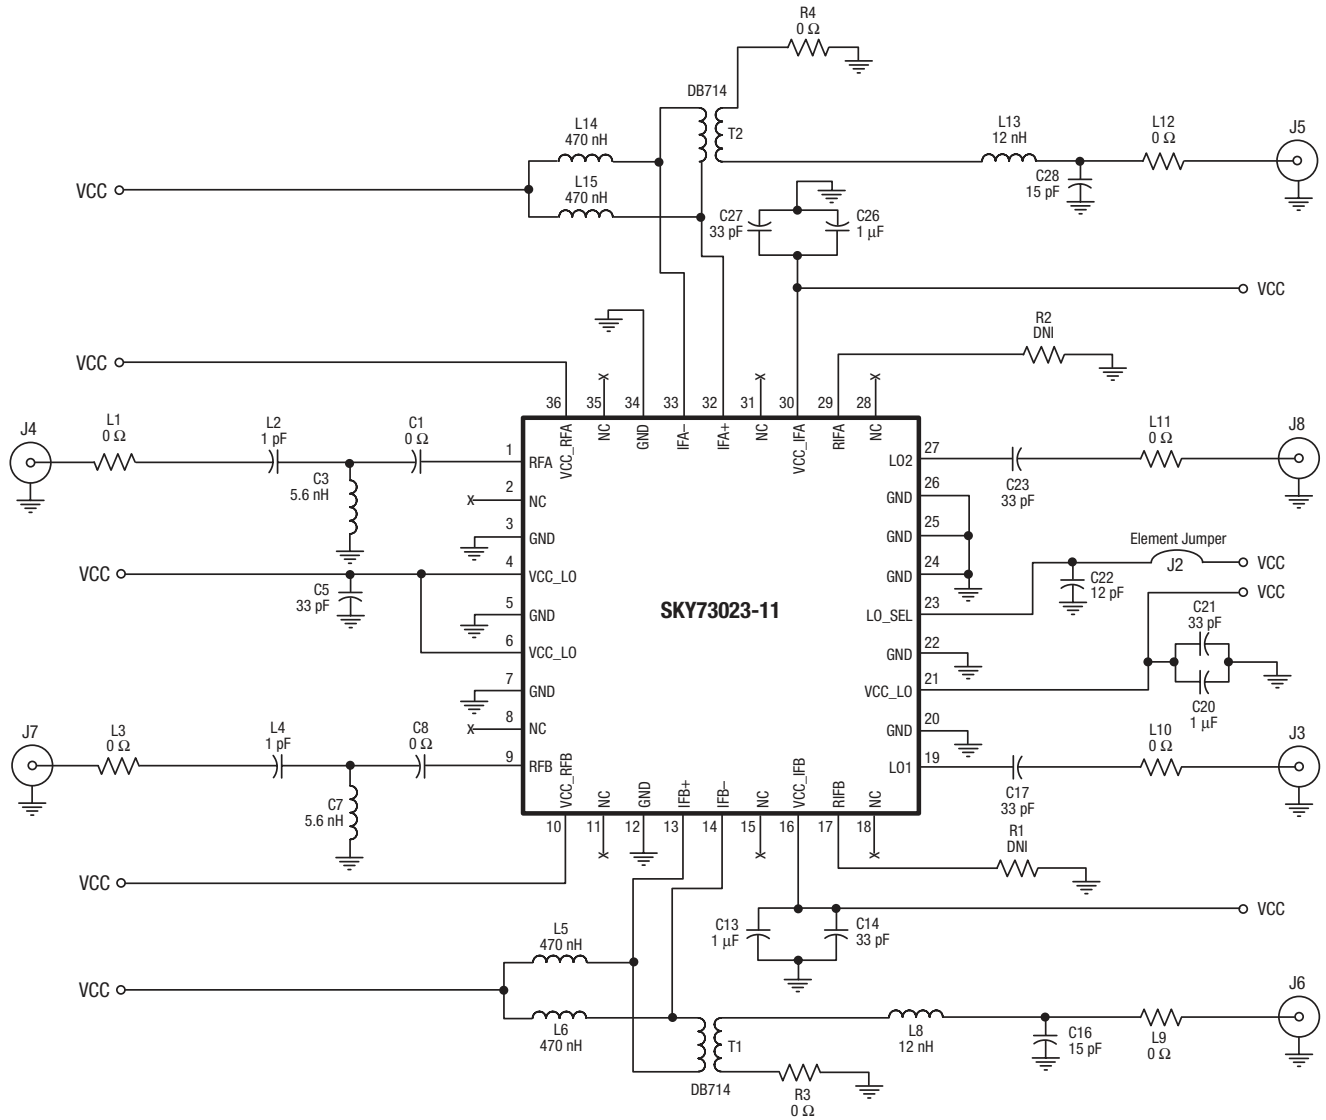 R4
0 Ω
DB714
T2
L14
470 nH
L15
470 nH
L13
12 nH
L12
0 Ω
J5
C28
15 pF
VCC
C27
33 pF
C26
1 μF
VCC
R2
DNI
VCC
36 35 34 33 32 31 30 29 28
VCC_RFA
NC
GND
IFA–
IFA+
NC
VCC_IFA
RIFA
NC
J4
L1
0 Ω
L2
1 pF
C1
0 Ω
C3
5.6 nH
1
RFA
2
NC
3
GND
4
VCC_LO
5
GND
6
VCC_LO
7
GND
8
NC
9
RFB
VCC
C5
33 pF
SKY73023-11
27
LO2
26
GND
25
GND
24
GND
23
LO_SEL
22
GND
21
VCC_LO
20
GND
19
LO1
C23
33 pF
L11
0 Ω
J8
Element Jumper
J2
VCC
VCC
C22
12 pF
C21
33 pF
C20
1 μF
J7
L3
0 Ω
L4
1 pF
C8
0 Ω
C7
5.6 nH
C17
33 pF
L10
0 Ω
J3
VCC_RFB
NC
GND
IFB+
IFB–
NC
VCC_IFB
RIFB
NC
10 11 12 13 14 15 16 17 18
R1
DNI
VCC
C13
1 μF
C14
33 pF
VCC
L5
470 nH
VCC
L6
470 nH
T1
DB714
L8
12 nH
C16
15 pF
L9
0 Ω
J6
R3
0 Ω